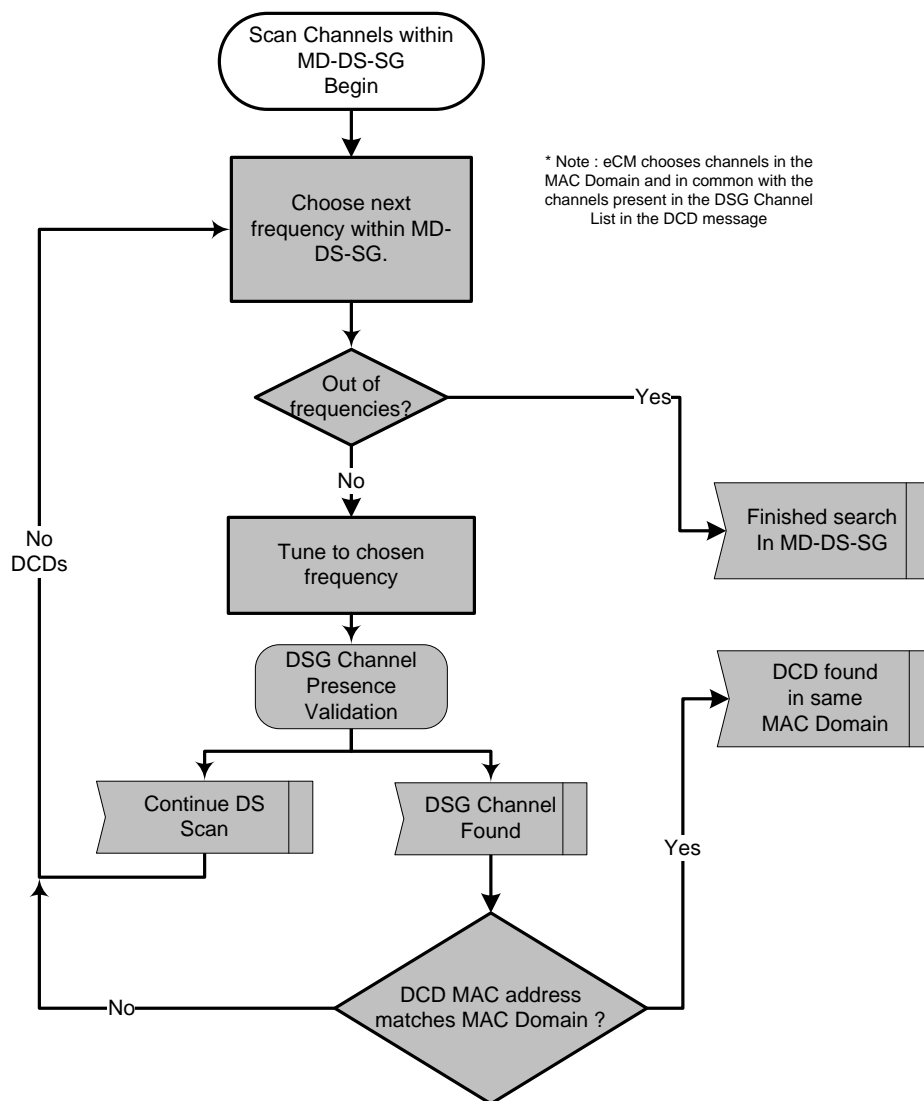 Scan Channels within
MD-DS-SG
Begin
* Note : eCM chooses channels in the
MAC Domain and in common with the
channels present in the DSG Channel
List in the DCD message
Choose next
frequency within MD-
DS-SG.
Out of
frequencies?
Yes
No
Finished search
In MD-DS-SG
No
DCDs
Tune to chosen
frequency
DSG Channel
Presence
Validation
DCD found
in same
MAC Domain
Continue DS
Scan
DSG Channel
Found
Yes
DCD MAC address
matches MAC Domain ?
No